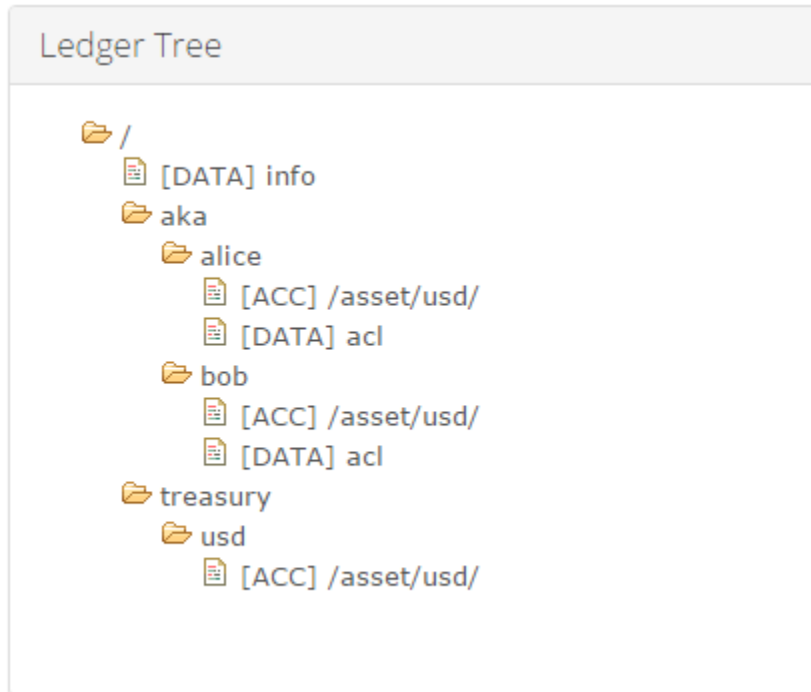 Ledger Tree
/
[DATA] info
aka
alice
[ACC] /asset/usd/
[DATA] acl
bob
[ACC] /asset/usd/
[DATA] acl
treasury
usd
[ACC] /asset/usd/